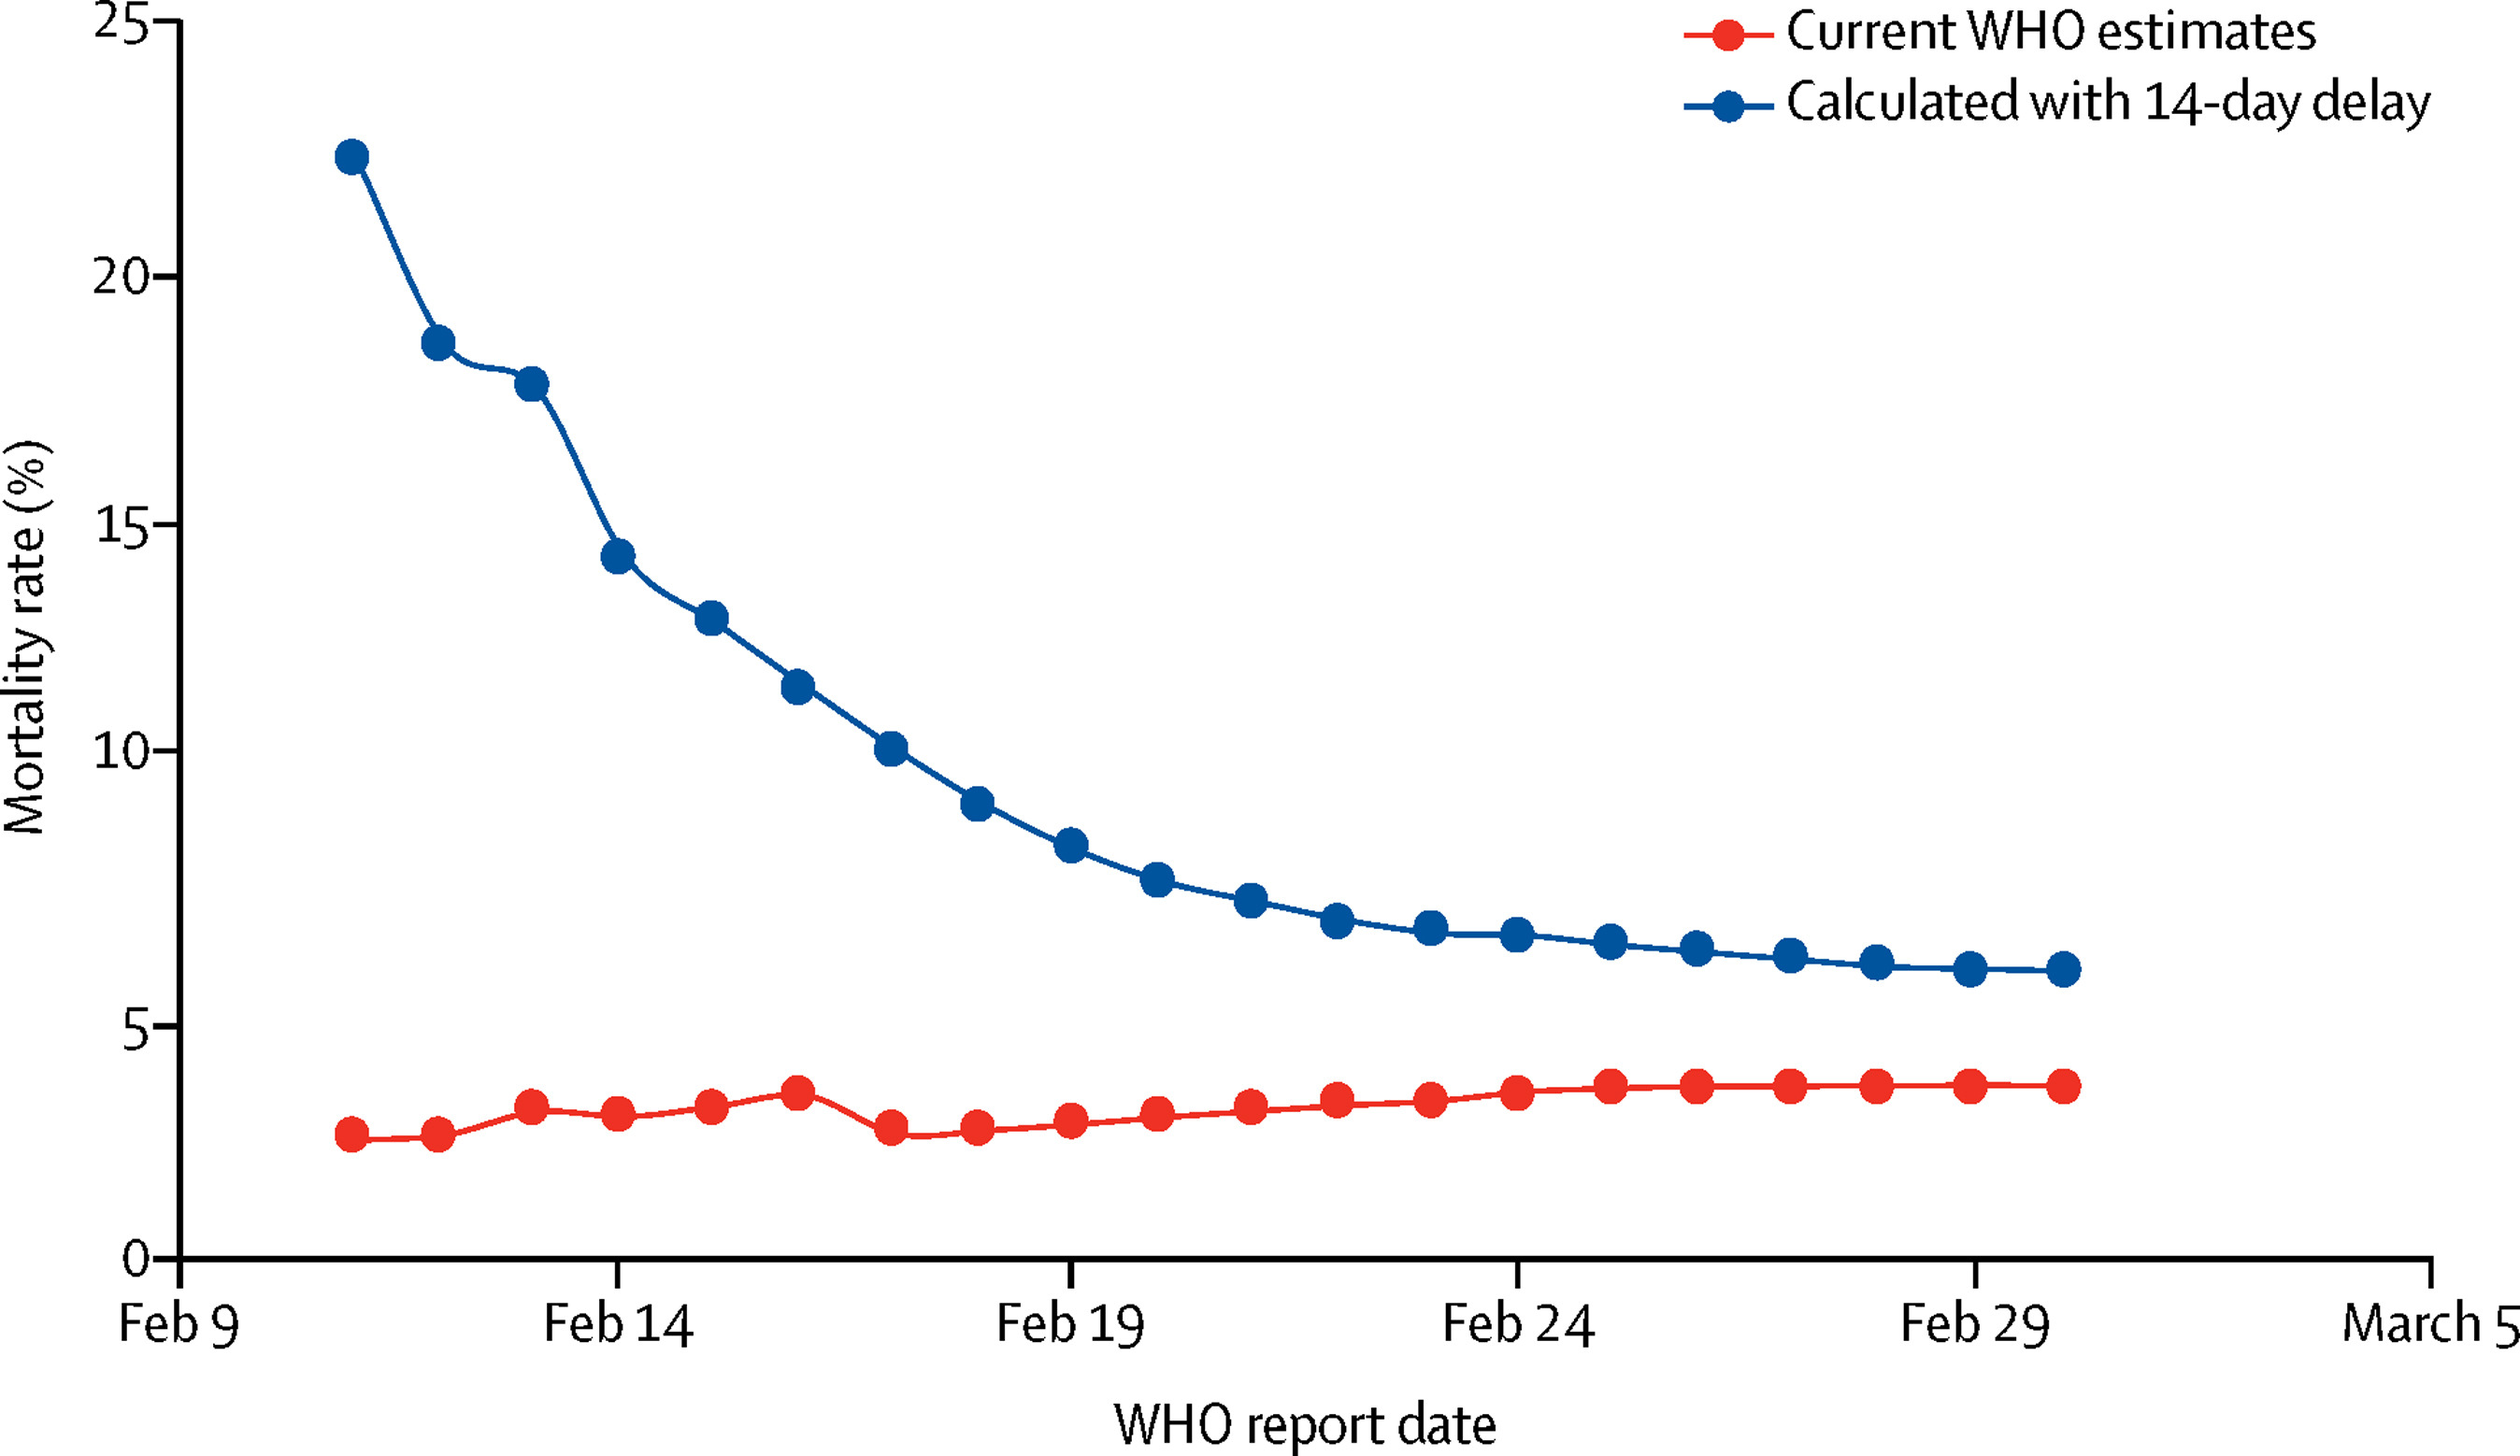 Current WHO estimates
Calculated with 14-day delay
Mortality rate (%)
25
20
15
10
5
0
Feb 9
Feb 14
Feb 19
Feb 24
Feb 29
March 5
WHO report date